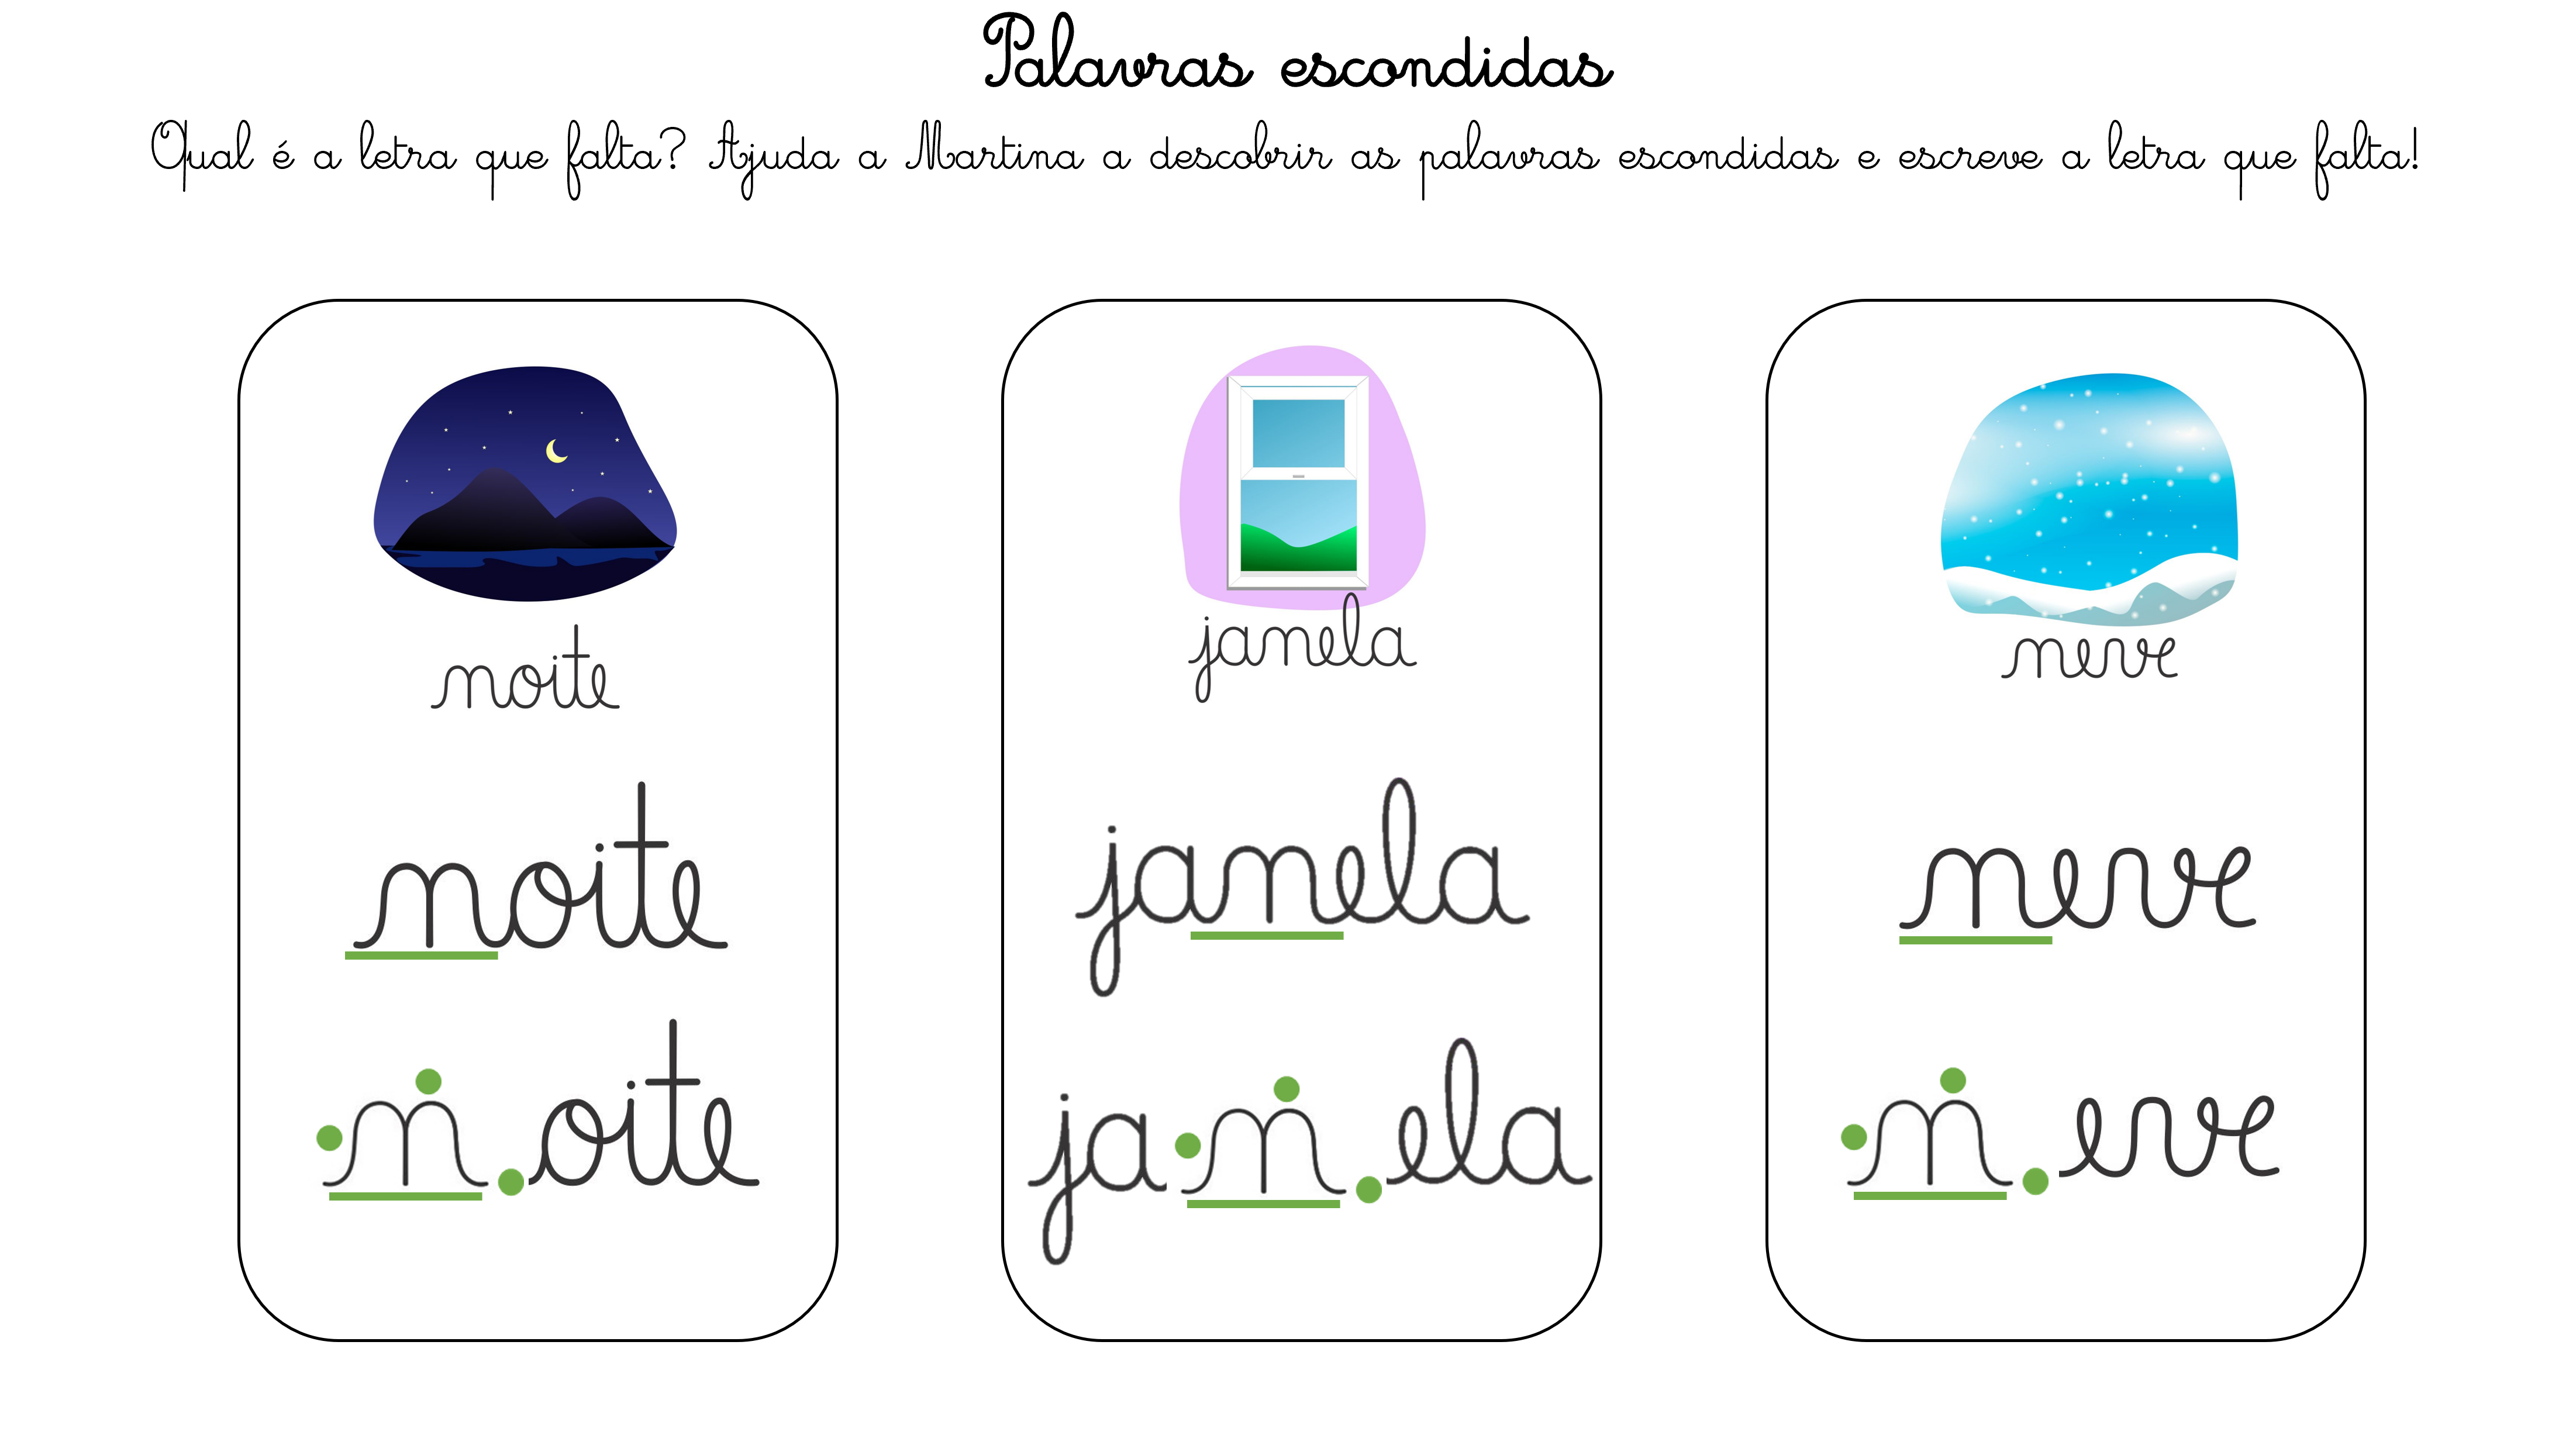 Palavras escondidas
Qual é a letra que falta? Ajuda a Martina a descobrir as palavras escondidas e escreve a letra que falta!
noite
janela
neve
noite
janela
neve
n oite
ja n ela
n eve